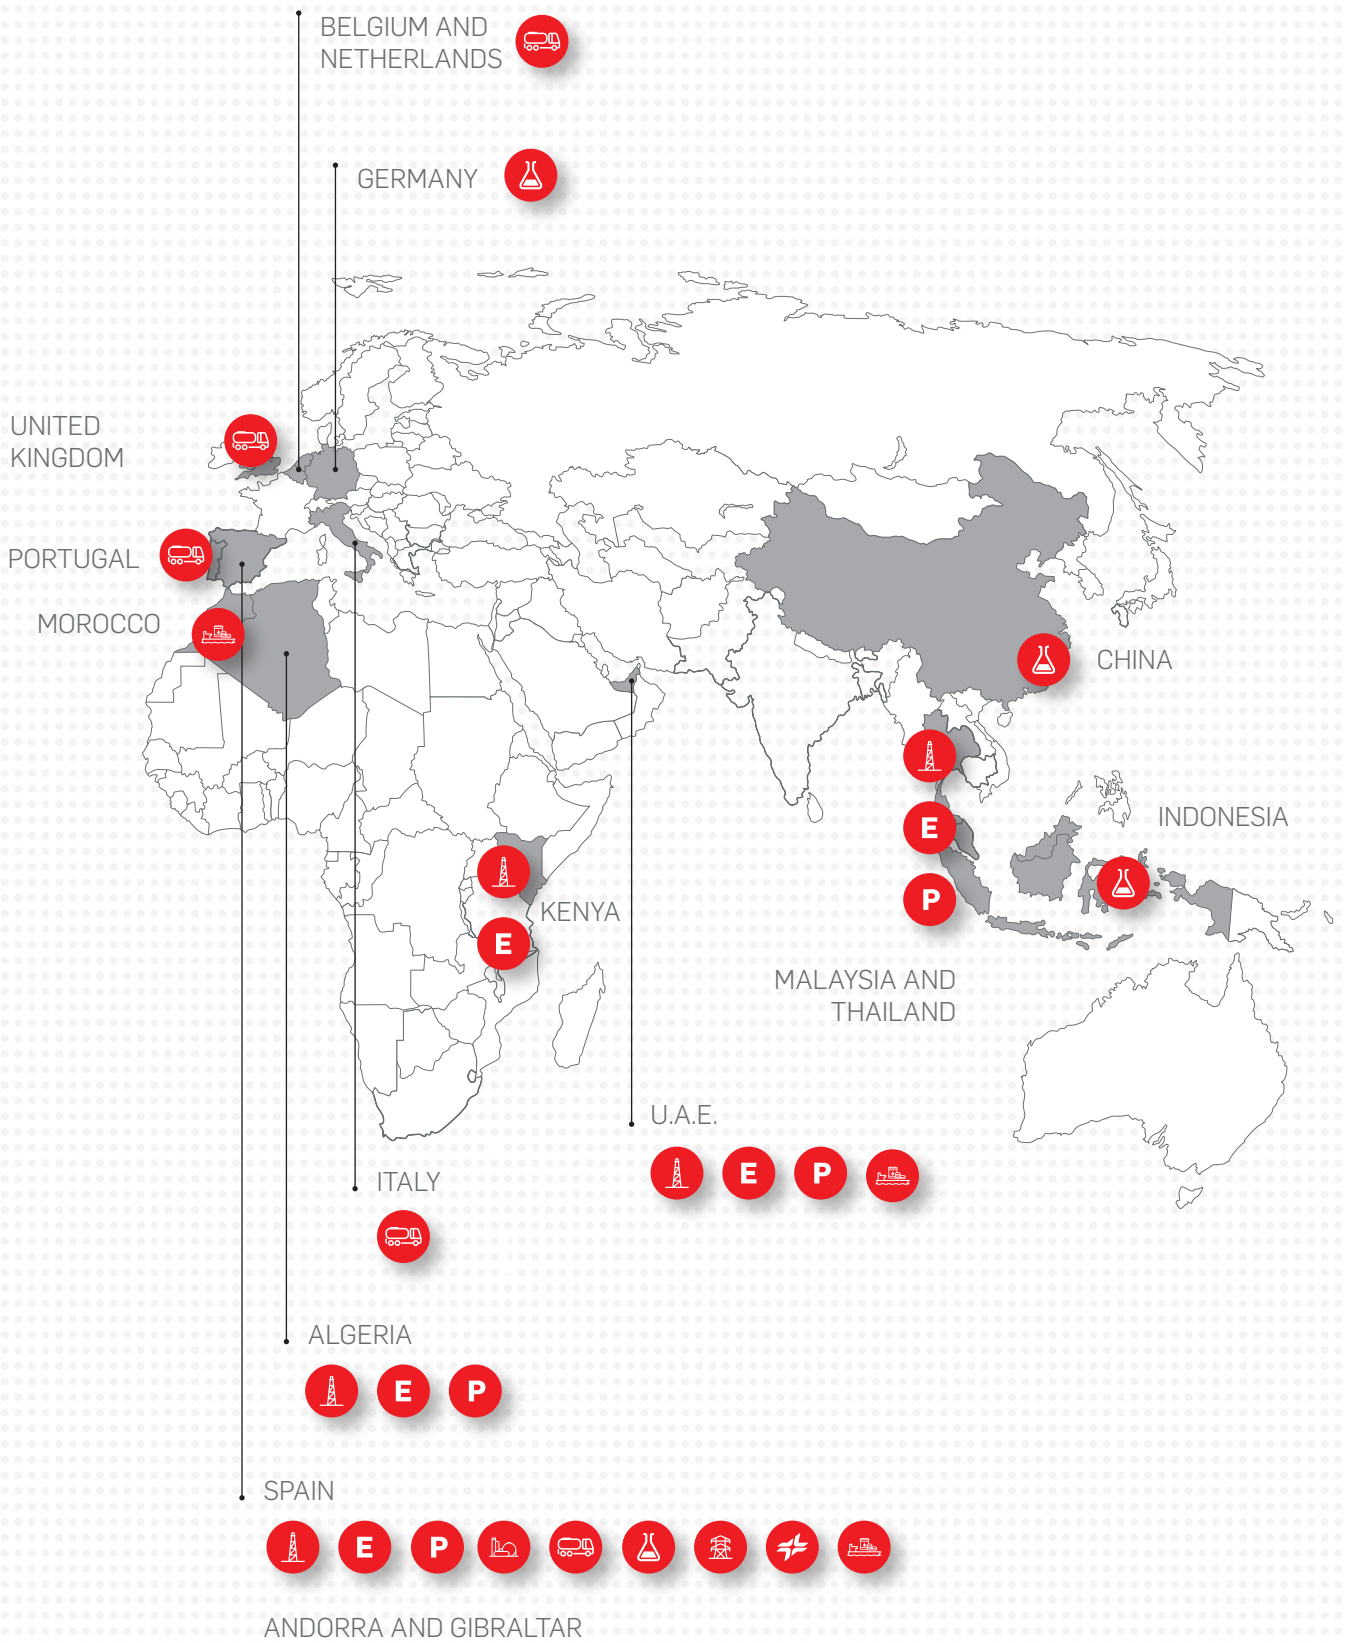 BELGIUM AND
NETHERLANDS
GERMANY
UNITED
KINGDOM
PORTUGAL
MOROCCO
CHINA
INDONESIA
E
P
KENYA
E
MALAYSIA AND
THAILAND
U.A.E.
E P
ITALY
ALGERIA
E P
SPAIN
E P
ANDORRA AND GIBRALTAR